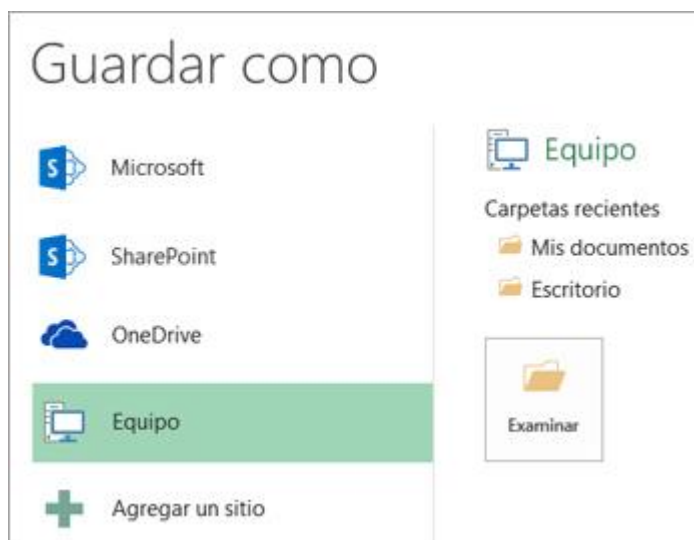 Guardar como
Microsoft
SharePoint
OneDrive
Equipo
Agregar un sitio
Equipo
Carpetas recientes
Mis documentos
Escritorio
Examinar